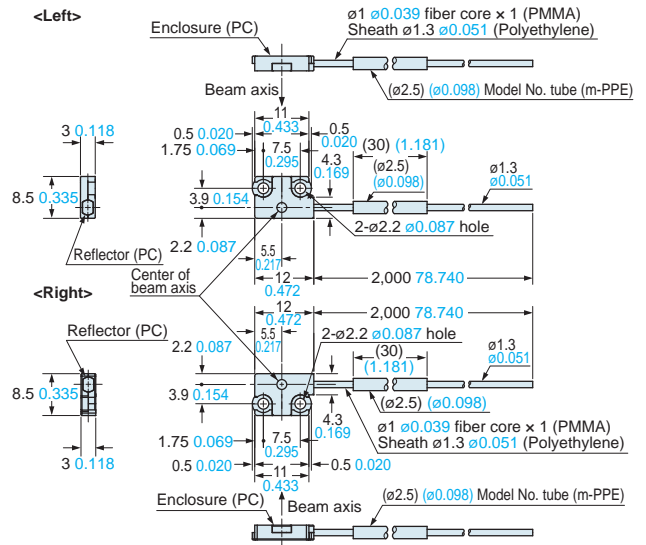 <Left>
Enclosure (PC)
ø1 ø0.039 fiber core × 1 (PMMA)
Sheath ø1.3 ø0.051 (Polyethylene)
(ø2.5) (ø0.098) Model No. tube (m-PPE)
Beam axis
11
0.433
3 0.118
0.5 0.020
0.5
0.020
1.75 0.069
7.5
0.295
4.3
0.169
(30) (1.181)
(ø2.5)
(ø0.098)
ø1.3
ø0.051
8.5 0.335
3.9 0.154
2.2 0.087
2-ø2.2 ø0.087 hole
Reflector (PC)
5.5
0.217
Center of
beam axis
12
0.472
2,000 78.740
<Right>
12
0.472
2,000 78.740
Reflector (PC)
5.5
0.217
2-ø2.2 ø0.087 hole
2.2 0.087
(30)
(1.181)
ø1.3
ø0.051
8.5 0.335
3.9 0.154
(ø2.5) (ø0.098)
4.3
0.169
ø1 ø0.039 fiber core × 1 (PMMA)
Sheath ø1.3 ø0.051 (Polyethylene)
1.75 0.069
7.5
0.295
3 0.118
0.5 0.020
0.5 0.020
11
0.433
Enclosure (PC)
Beam axis
(ø2.5) (ø0.098) Model No. tube (m-PPE)